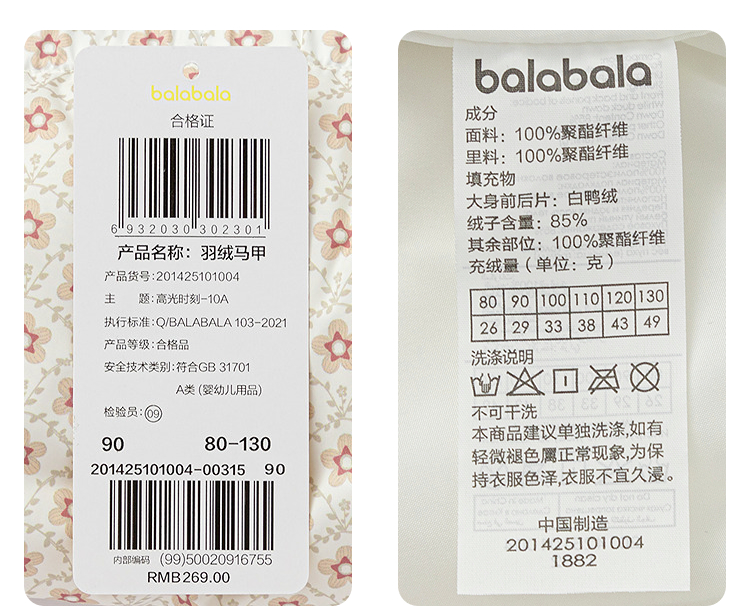 balabala
合格证
6 932030 302301
产品名称：羽绒马甲
产品货号:201425101004
主 题:高光时刻-10A
执行标准:Q/BALABALA 103-2021
产品等级:合格品
安全技术类别:符合GB 31701
A类 (婴幼儿用品)
检验员:09
90 80-130
201425101004-00315 90
内部编码 (99)50020916755
RMB269.00
balabala
成分
面料：100%聚酯纤维
里料：100%聚酯纤维
填充物
大身前后片：白鸭绒
绒子含量：85%
其余部位：100%聚酯纤维
充绒量（单位：克）
80 90 100 110 120 130
26 29 33 38 43 49
洗涤说明
不可干洗
本商品建议单独洗涤,如有
轻微褪色属正常现象,为保
持衣服色泽,衣服不宜久浸。
中国制造
201425101004
1882